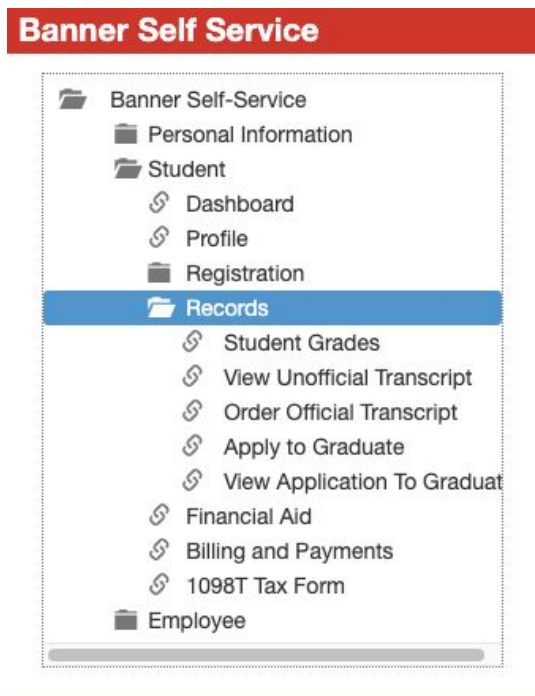 Banner Self Service
Banner Self-Service
Personal Information
Student
Dashboard
Profile
Registration
Records
Student Grades
View Unofficial Transcript
Order Official Transcript
Apply to Graduate
View Application To Graduat
Financial Aid
Billing and Payments
1098T Tax Form
Employee